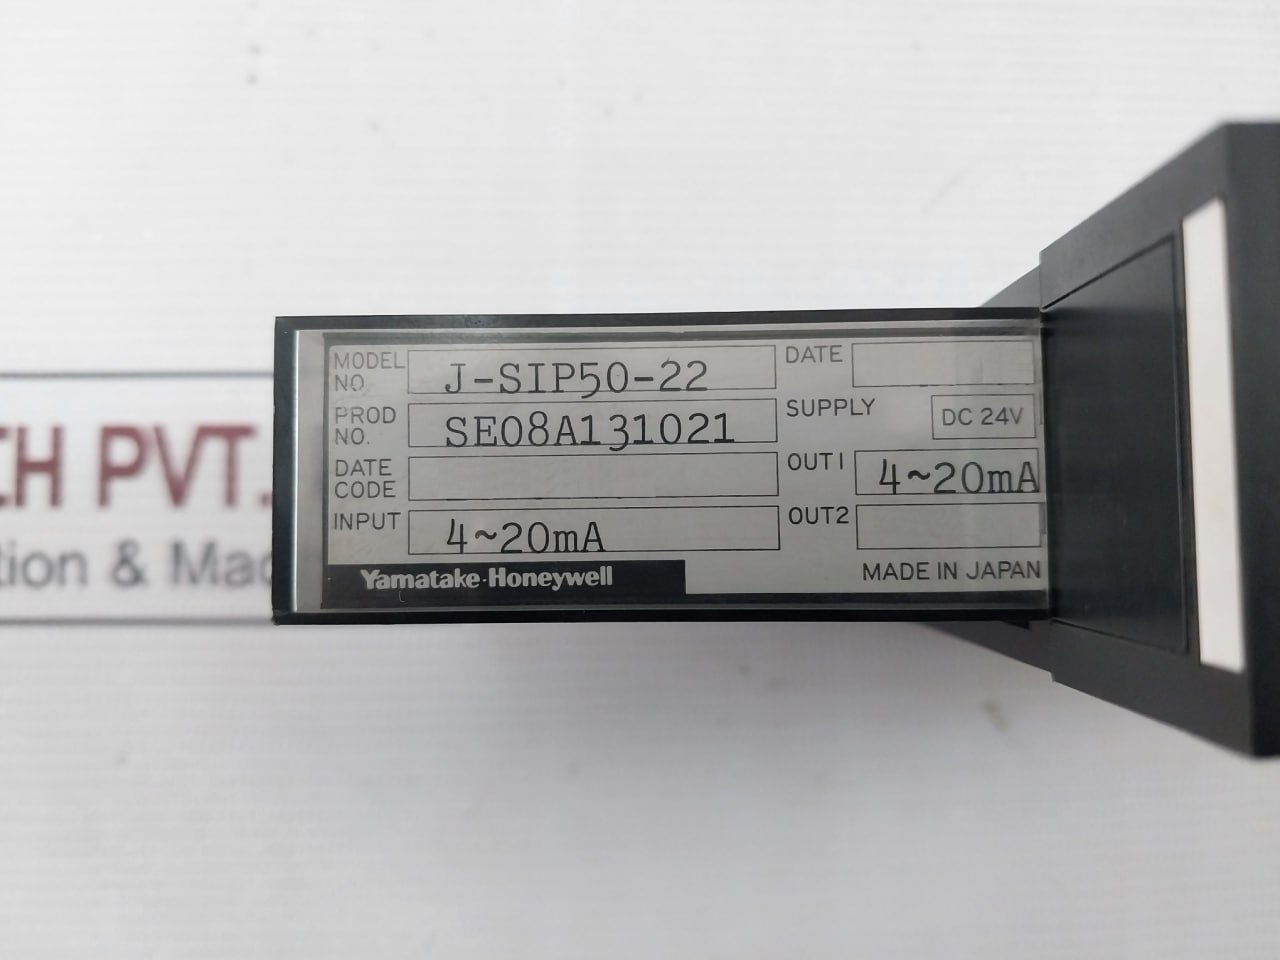 MODEL NO. J-SIP50-22
PROD NO. SE08A131021
DATE CODE
INPUT 4~20mA
Yamatake-Honeywell
DATE
SUPPLY DC 24V
OUT1 4~20mA
OUT2
MADE IN JAPAN
CH PVT.
tion & Mac